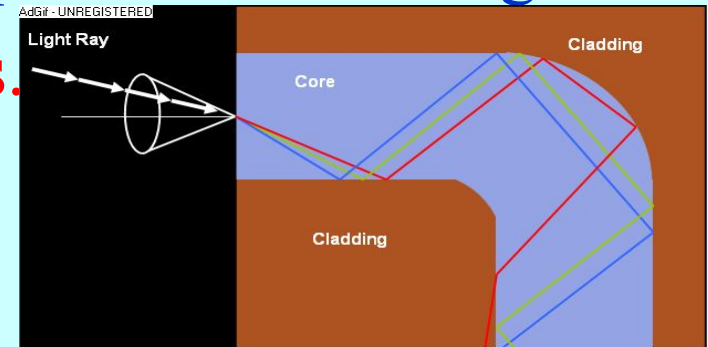 AdGif - UNREGISTERED
Light Ray
Cladding
Core
Cladding